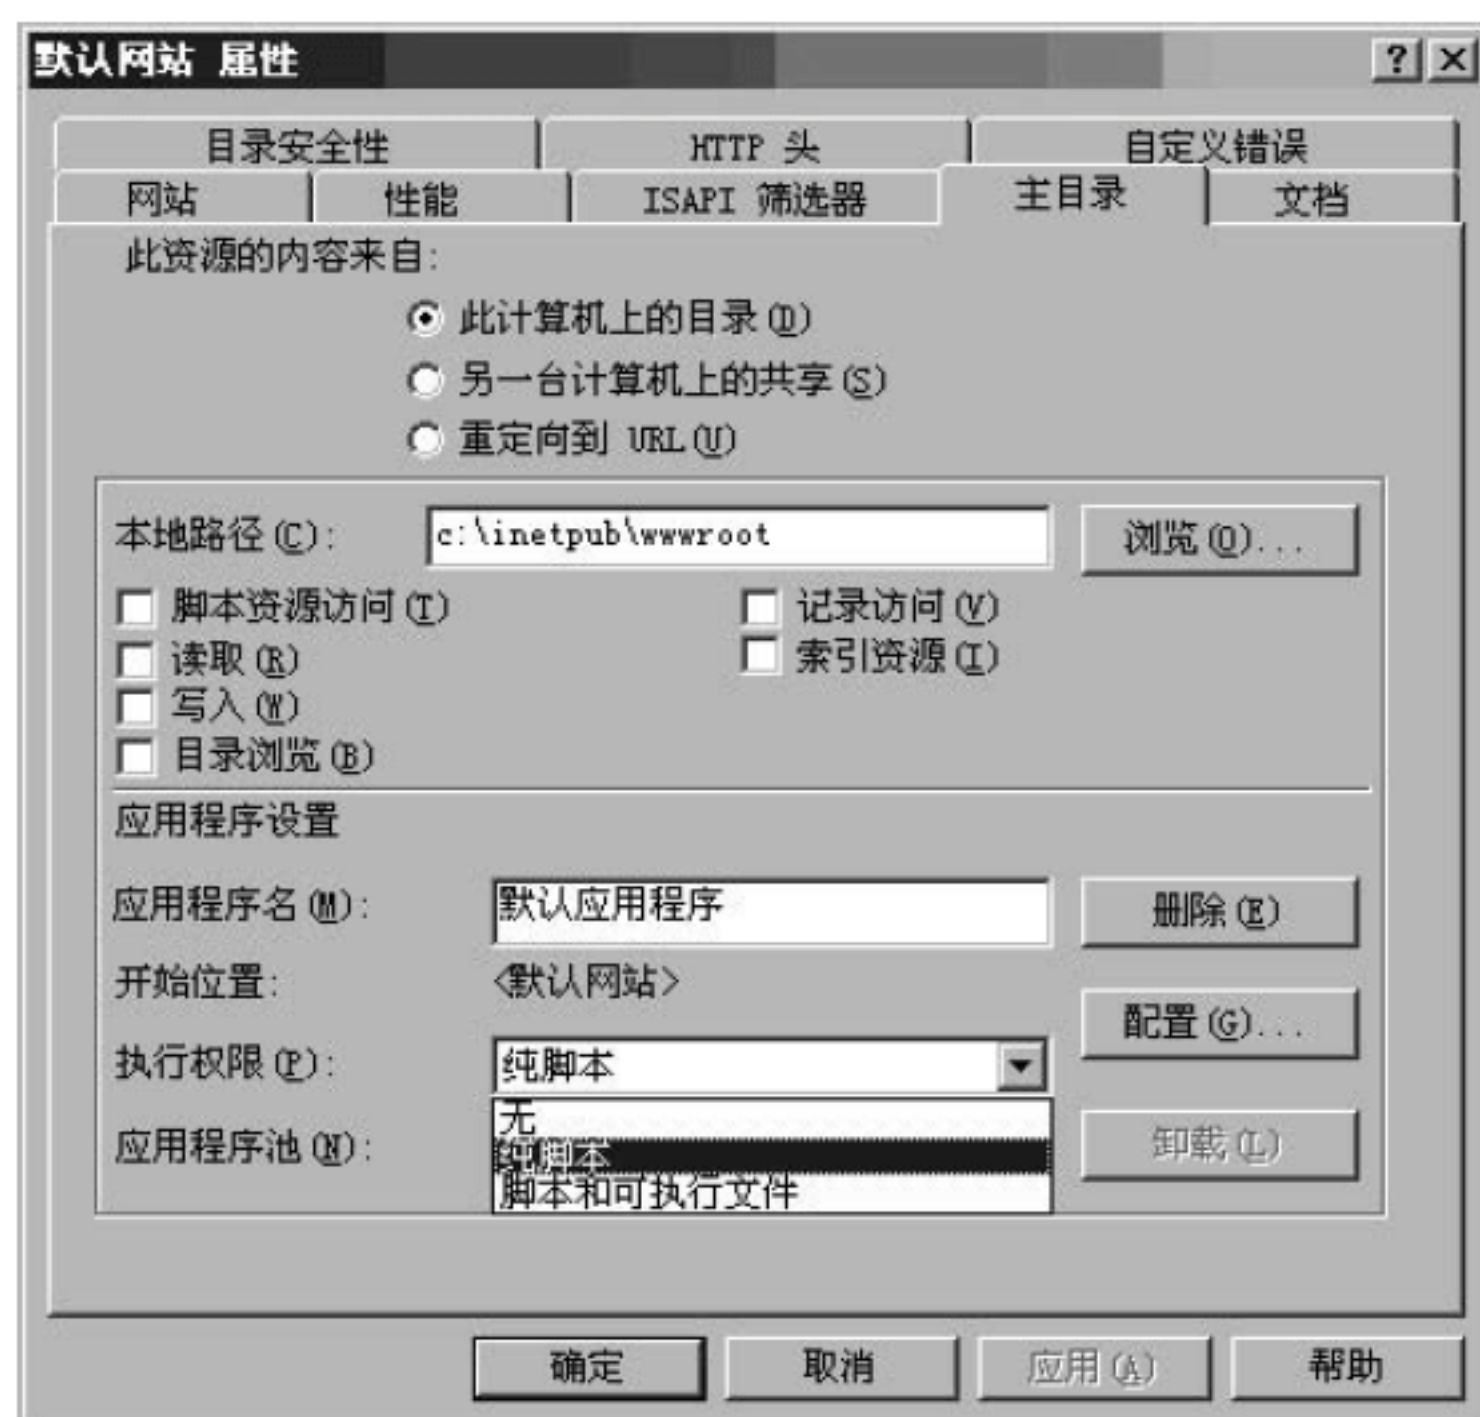 默认网站 属性
目录安全性 HTTP 头 自定义错误
网站 性能 ISAPI 筛选器 主目录 文档
此资源的内容来自:
此计算机上的目录(D)
另一台计算机上的共享(S)
重定向到 URL(U)
本地路径(C): c:\inetpub\wwwroot 浏览(O)...
脚本资源访问(T) 记录访问(V)
读取(R) 索引资源(I)
写入(W)
目录浏览(B)
应用程序设置
应用程序名(M): 默认应用程序 删除(E)
开始位置: <默认网站>
配置(G)...
执行权限(P): 纯脚本
无
应用程序池(N): 纯脚本 卸载(L)
脚本和可执行文件
确定 取消 应用(A) 帮助